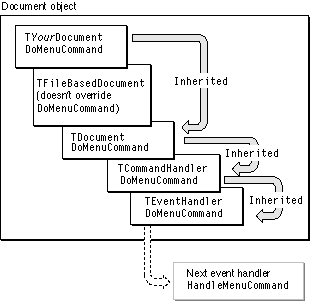 Document object
TYourDocument
DoMenuCommand
TFileBasedDocument
(doesn't override
DoMenuCommand)
Inherited
TDocument
DoMenuCommand
Inherited
TCommandHandler
DoMenuCommand
Inherited
TEventHandler
DoMenuCommand
Next event handler
HandleMenuCommand